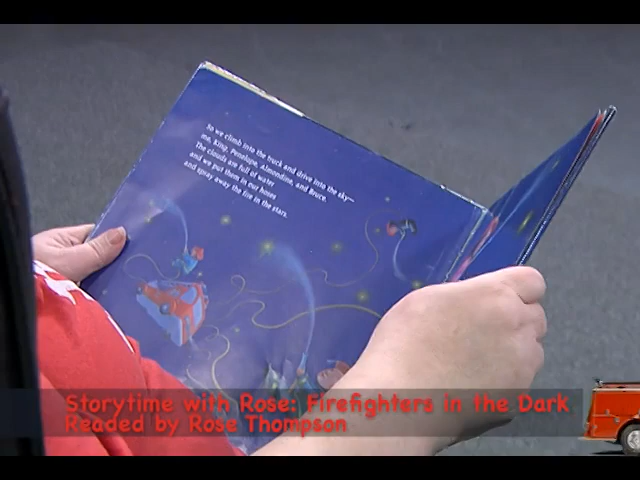 So we climb into the truck and drive into the sky—
me, King, Penelope, Almondine, and Bruce.
The clouds are full of water
and we put them in our hoses
and spray away the fire in the stars.
Storytime with Rose: Firefighters in the Dark
Readed by Rose Thompson